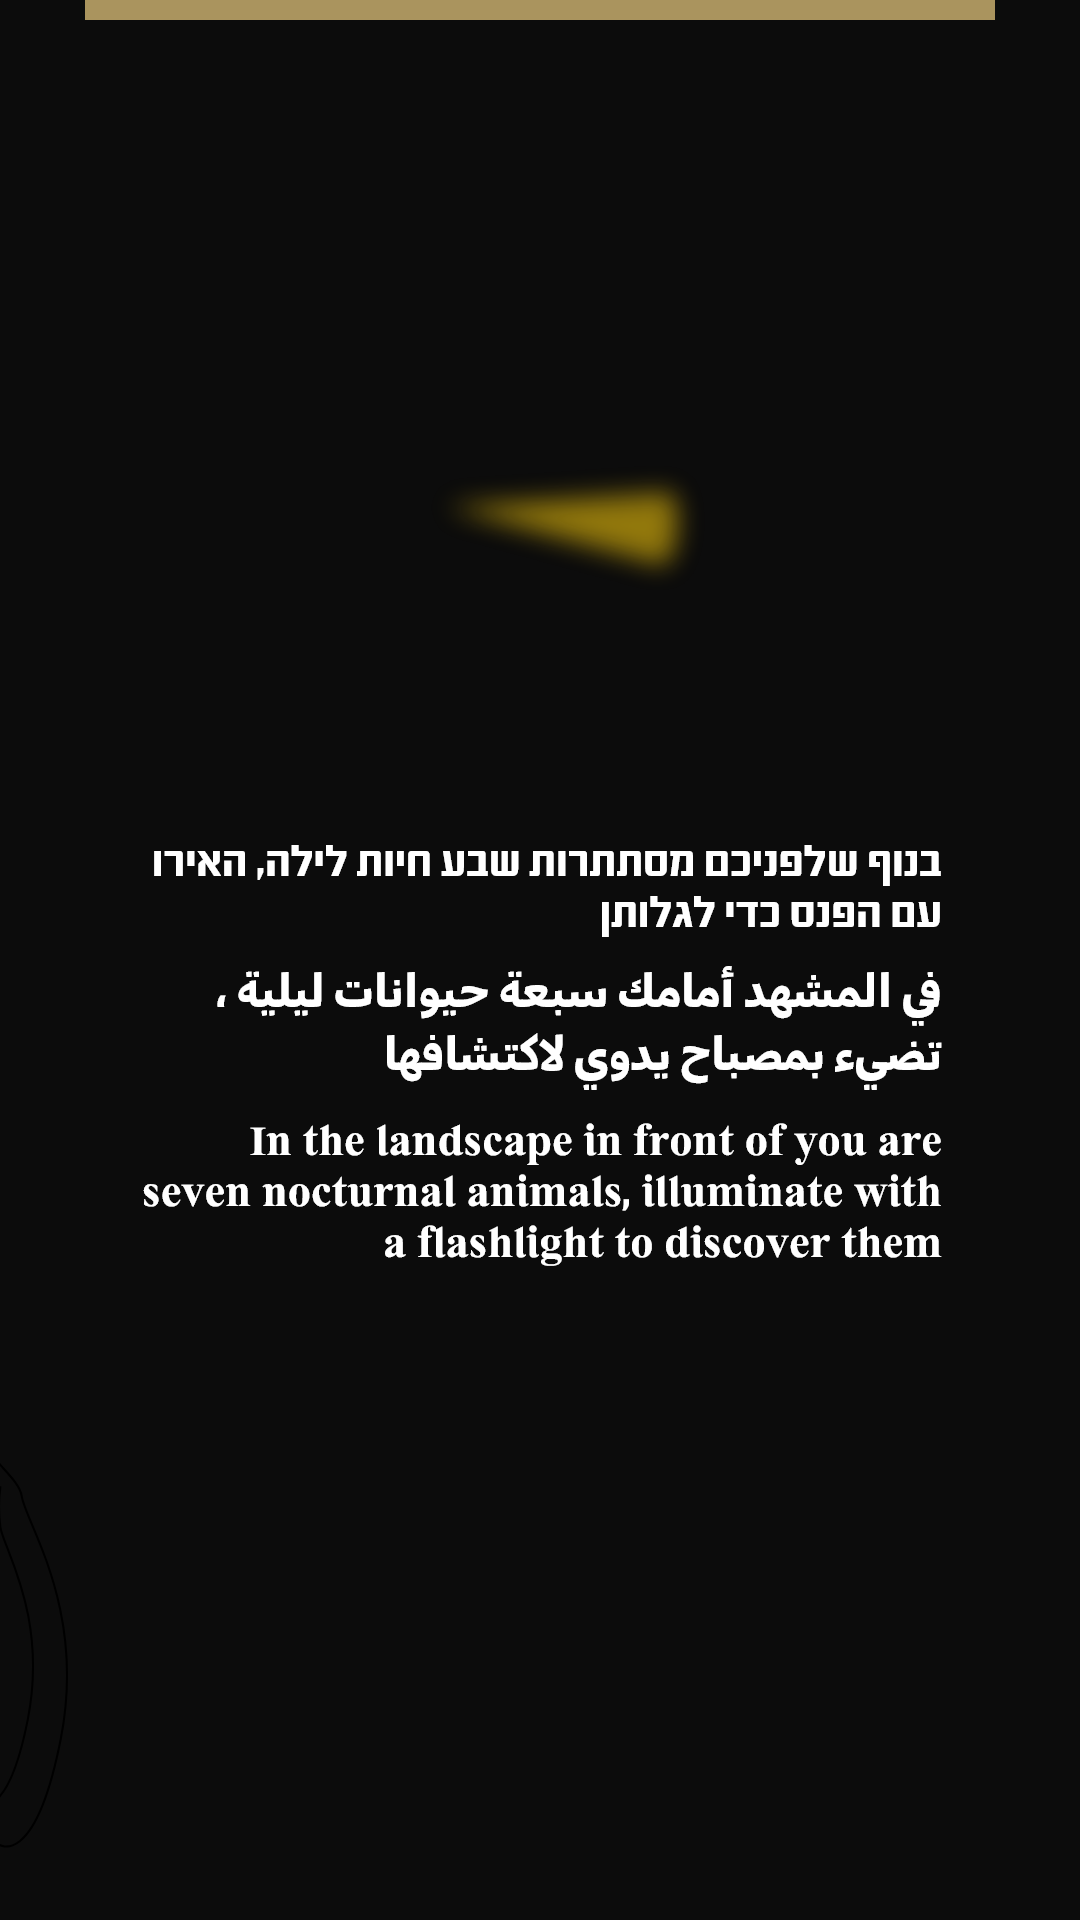 בנוף שלפניכם מסתתרות שבע חיות לילה, האירו
עם הפנס כדי לגלותן
في المشهد أمامك سبعة حيوانات ليلية ،
تضيء بمصباح يدوي لاكتشافها
In the landscape in front of you are
seven nocturnal animals, illuminate with
a flashlight to discover them